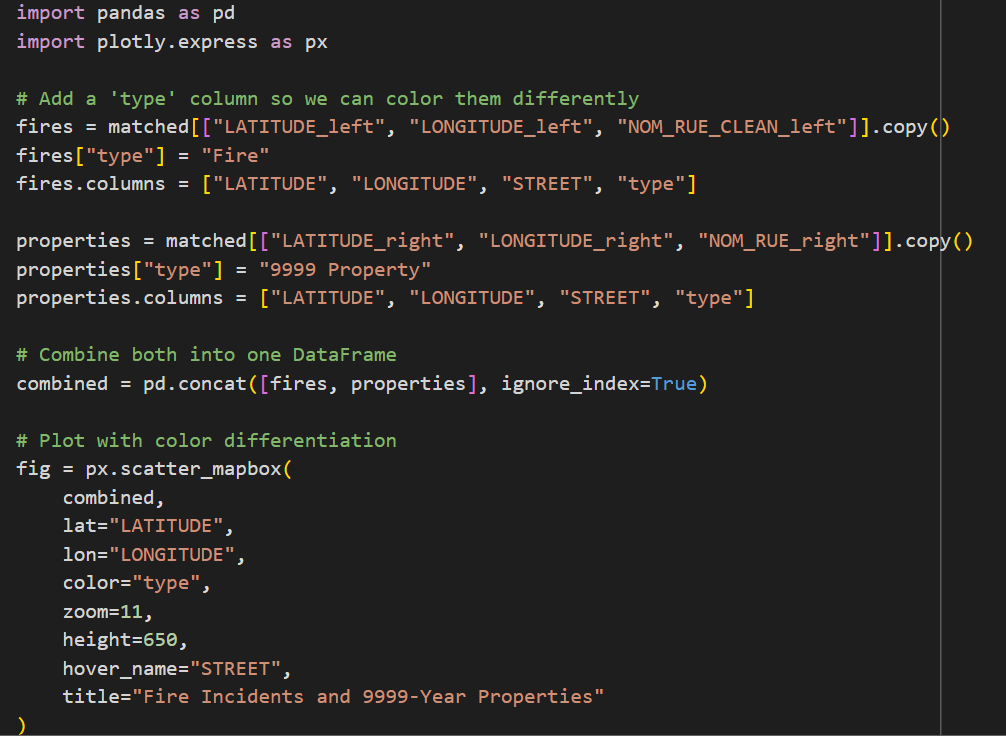 import pandas as pd
import plotly.express as px
# Add a 'type' column so we can color them differently
fires = matched[["LATITUDE_left", "LONGITUDE_left", "NOM_RUE_CLEAN_left"]].copy()
fires["type"] = "Fire"
fires.columns = ["LATITUDE", "LONGITUDE", "STREET", "type"]
properties = matched[["LATITUDE_right", "LONGITUDE_right", "NOM_RUE_right"]].copy()
properties["type"] = "9999 Property"
properties.columns = ["LATITUDE", "LONGITUDE", "STREET", "type"]
# Combine both into one DataFrame
combined = pd.concat([fires, properties], ignore_index=True)
# Plot with color differentiation
fig = px.scatter_mapbox(
    combined,
    lat="LATITUDE",
    lon="LONGITUDE",
    color="type",
    zoom=11,
    height=650,
    hover_name="STREET",
    title="Fire Incidents and 9999-Year Properties"
)